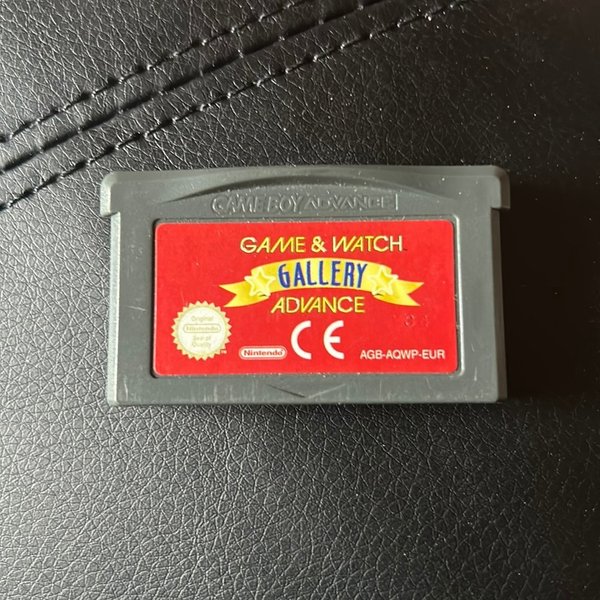 GAME BOY ADVANCE
GAME & WATCH
GALLERY
ADVANCE
Original
Nintendo
Seal of
Quality
Nintendo
CE
AGB-AQWP-EUR